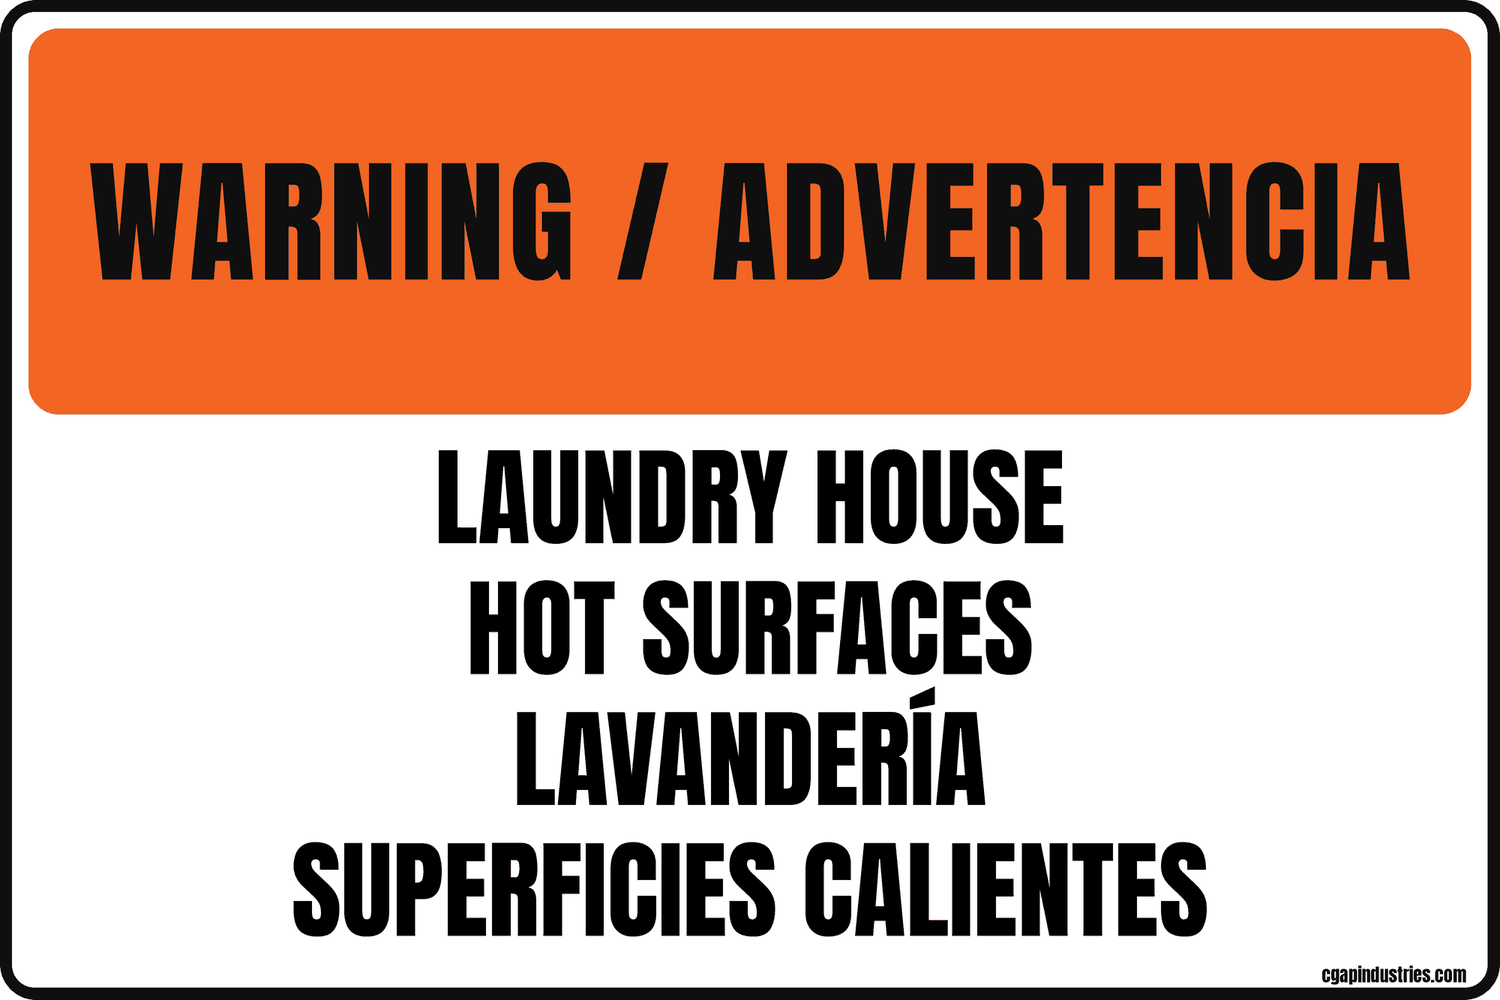 WARNING / ADVERTENCIA
LAUNDRY HOUSE
HOT SURFACES
LAVANDERÍA
SUPERFICIES CALIENTES
cgapindustries.com